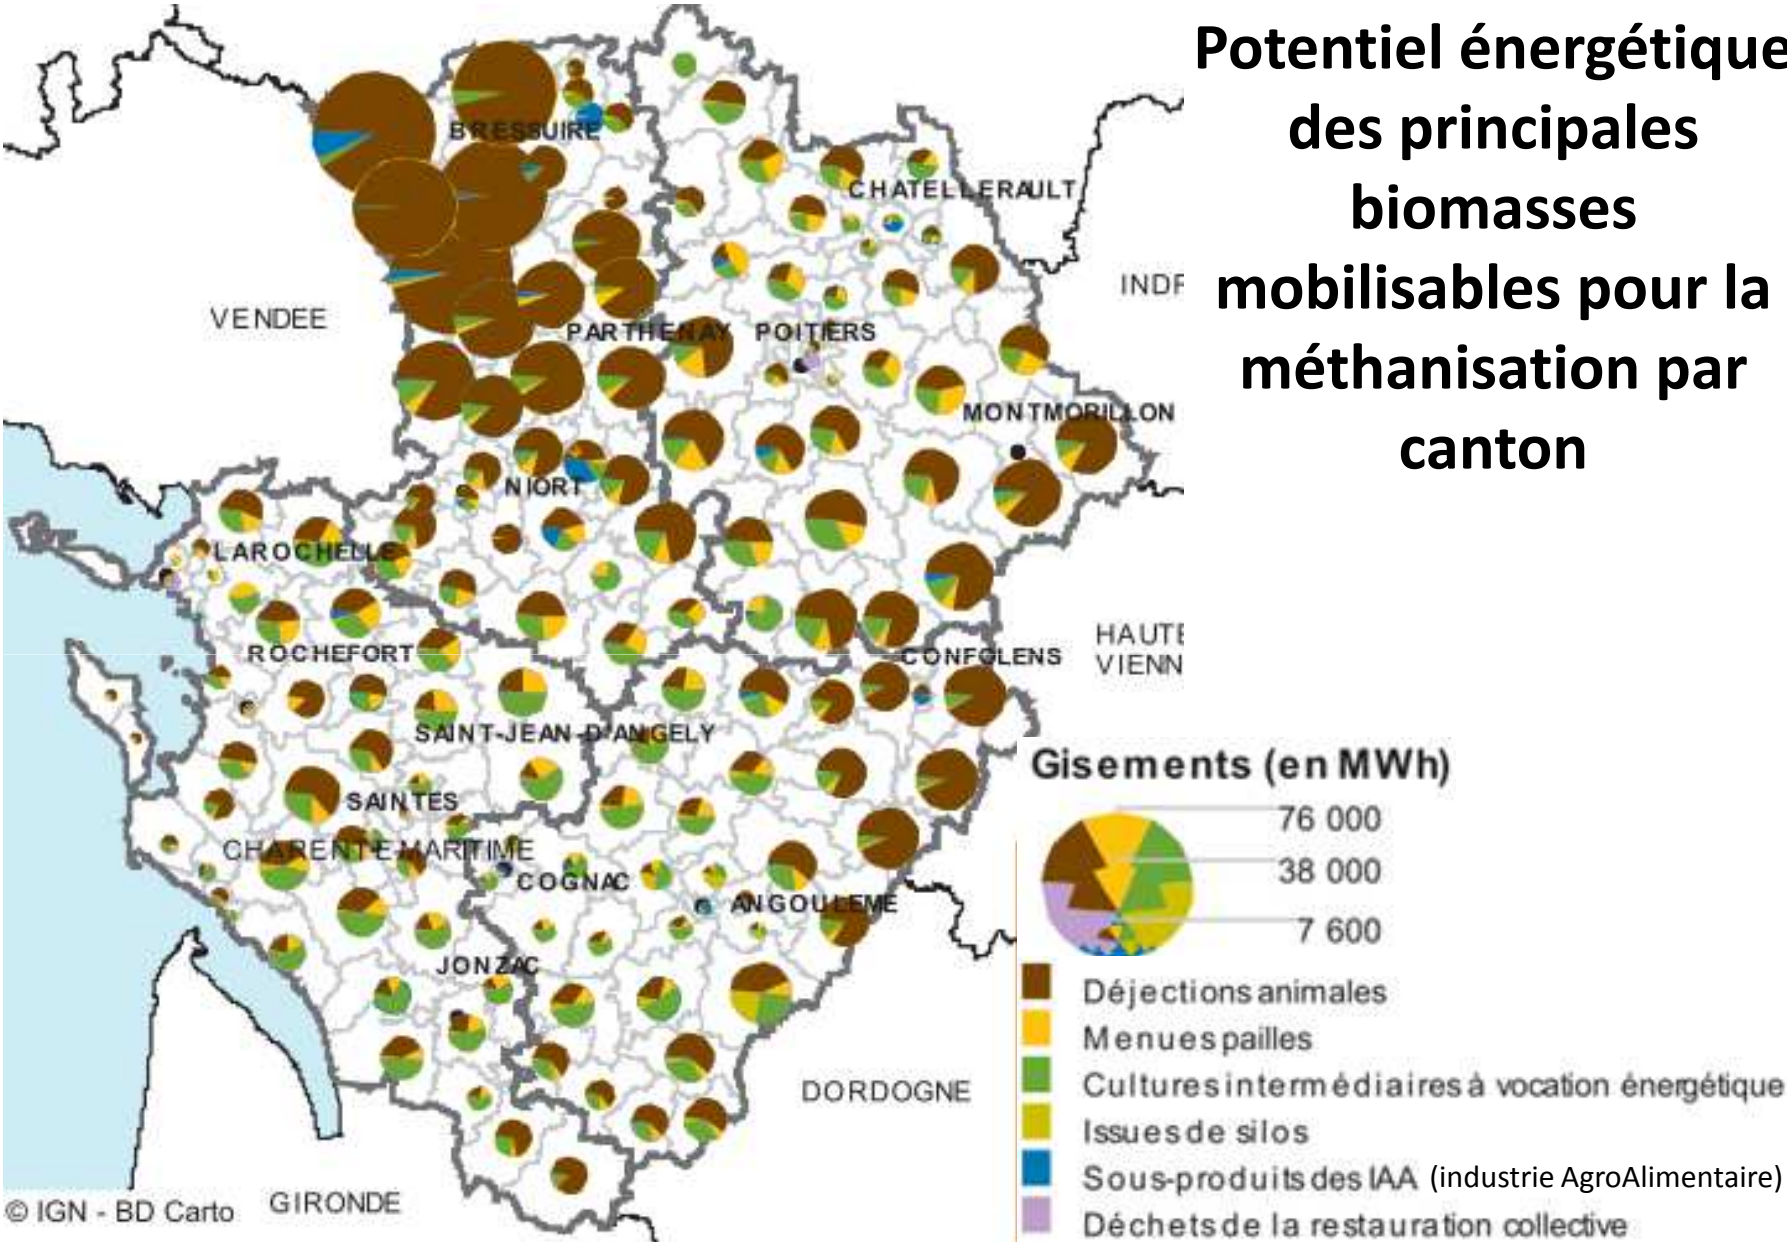 Potentiel énergétique
des principales
biomasses
mobilisables pour la
méthanisation par
canton
BRESSUIRE
CHATELLERAULT
INDR
VENDEE
PARTHENAY
POITIERS
MONTMORILLON
NIORT
LAROCHELLE
HAUTE
VIENN
ROCHEFORT
CONFOLENS
SAINT-JEAN-D'ANGELY
SAINTES
CHARENTE-MARITIME
COGNAC
ANGOULEME
JONZAC
DORDOGNE
GIRONDE
© IGN - BD Carto
Gisements (en MWh)
76 000
38 000
7 600
Déjections animales
Menues pailles
Cultures intermédiaires à vocation énergétique
Issues de silos
Sous-produits des IAA (industrie AgroAlimentaire)
Déchets de la restauration collective